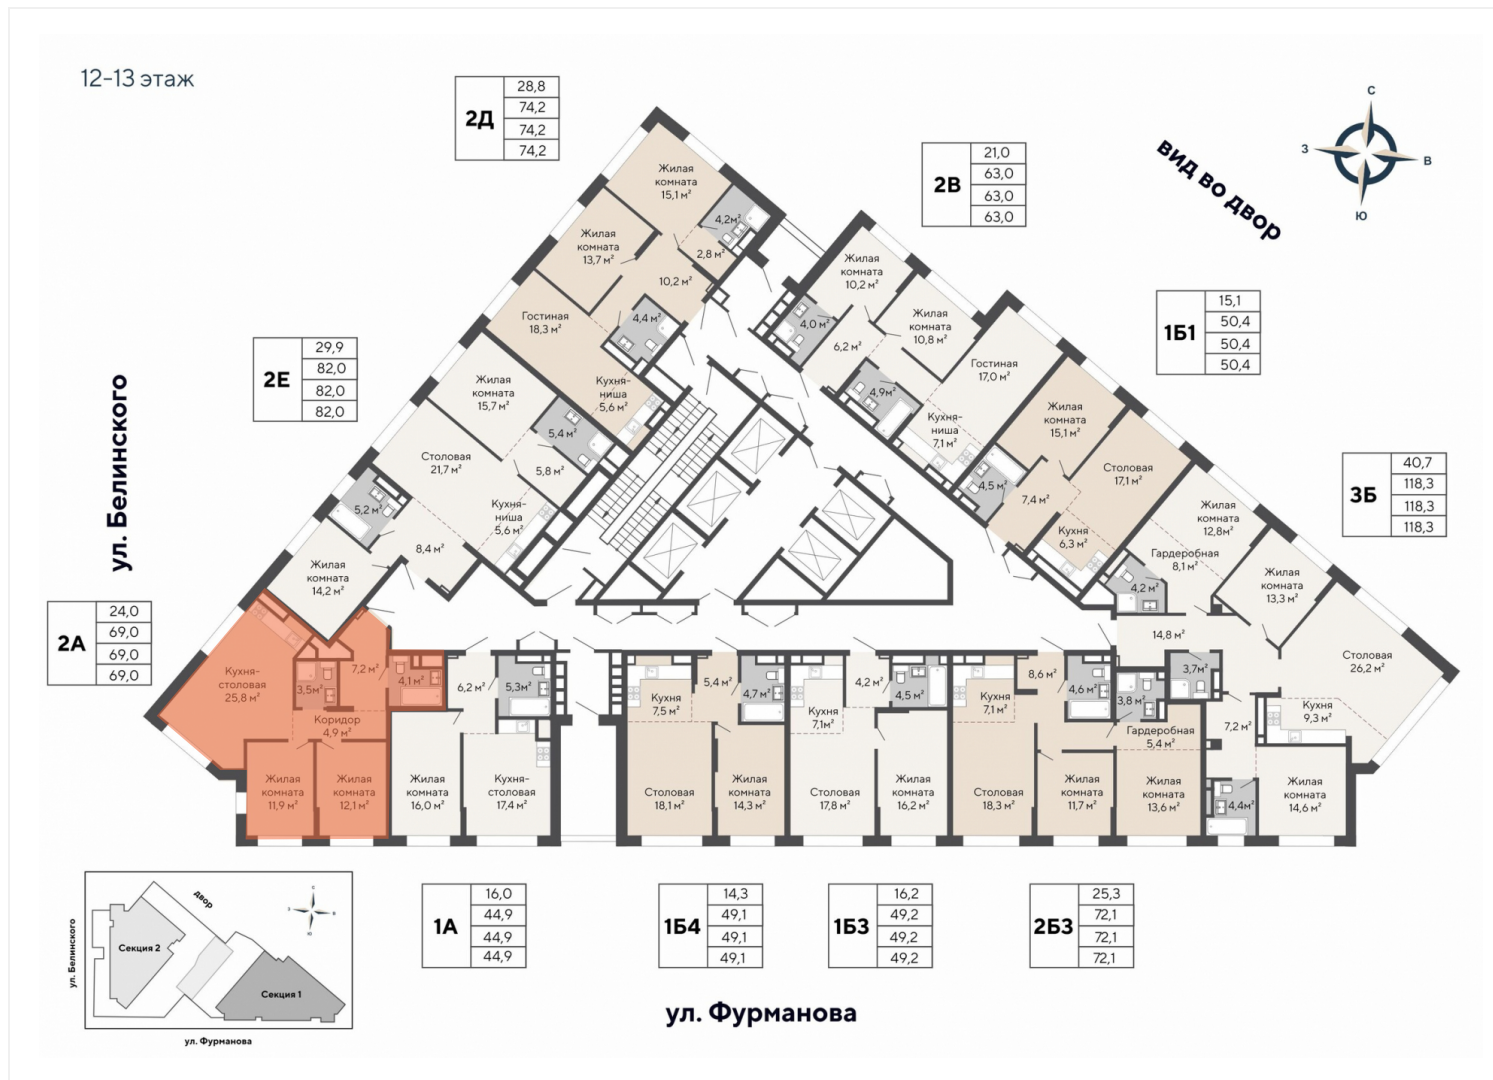 12–13 этаж
2Д
28,8
74,2
74,2
74,2
2В
21,0
63,0
63,0
63,0
С
З
В
Ю
вид во двор
1Б1
15,1
50,4
50,4
50,4
2Е
29,9
82,0
82,0
82,0
ул. Белинского
3Б
40,7
118,3
118,3
118,3
2А
24,0
69,0
69,0
69,0
Жилая
комната
15,1 м²
4,2м²
2,8 м²
Жилая
комната
13,7 м²
10,2 м²
Гостиная
18,3 м²
4,4 м²
Кухня-
ниша
5,6 м²
Жилая
комната
10,2 м²
4,0 м²
6,2 м²
Жилая
комната
10,8 м²
4,9м²
Гостиная
17,0 м²
Кухня-
ниша
7,1 м²
Жилая
комната
15,7 м²
5,4 м²
Столовая
21,7 м²
5,8 м²
5,2 м²
Кухня-
ниша
5,6 м²
8,4 м²
Жилая
комната
14,2 м²
Жилая
комната
15,1 м²
Столовая
17,1 м²
4,5 м²
7,4 м²
Кухня
6,3 м²
Жилая
комната
12,8м²
Гардеробная
8,1 м²
4,2 м²
Жилая
комната
13,3 м²
14,8 м²
Столовая
26,2 м²
3,7м²
3,8 м²
Кухня
9,3 м²
7,2 м²
4,4м²
Жилая
комната
14,6 м²
Кухня-
столовая
25,8 м²
7,2 м²
3,5м²
4,1 м²
Коридор
4,9 м²
Жилая
комната
11,9 м²
Жилая
комната
12,1 м²
6,2 м²
5,3м²
Жилая
комната
16,0 м²
Кухня-
столовая
17,4 м²
Кухня
7,5 м²
5,4 м²
4,7 м²
Столовая
18,1 м²
Жилая
комната
14,3 м²
Кухня
7,1м²
4,2 м²
4,5 м²
Столовая
17,8 м²
Жилая
комната
16,2 м²
Кухня
7,1 м²
8,6 м²
4,6 м²
Гардеробная
5,4 м²
Столовая
18,3 м²
Жилая
комната
11,7 м²
Жилая
комната
13,6 м²
1А
16,0
44,9
44,9
44,9
1Б4
14,3
49,1
49,1
49,1
1Б3
16,2
49,2
49,2
49,2
2Б3
25,3
72,1
72,1
72,1
ул. Фурманова
двор
с
з
в
ю
ул. Белинского
Секция 2
Секция 1
ул. Фурманова